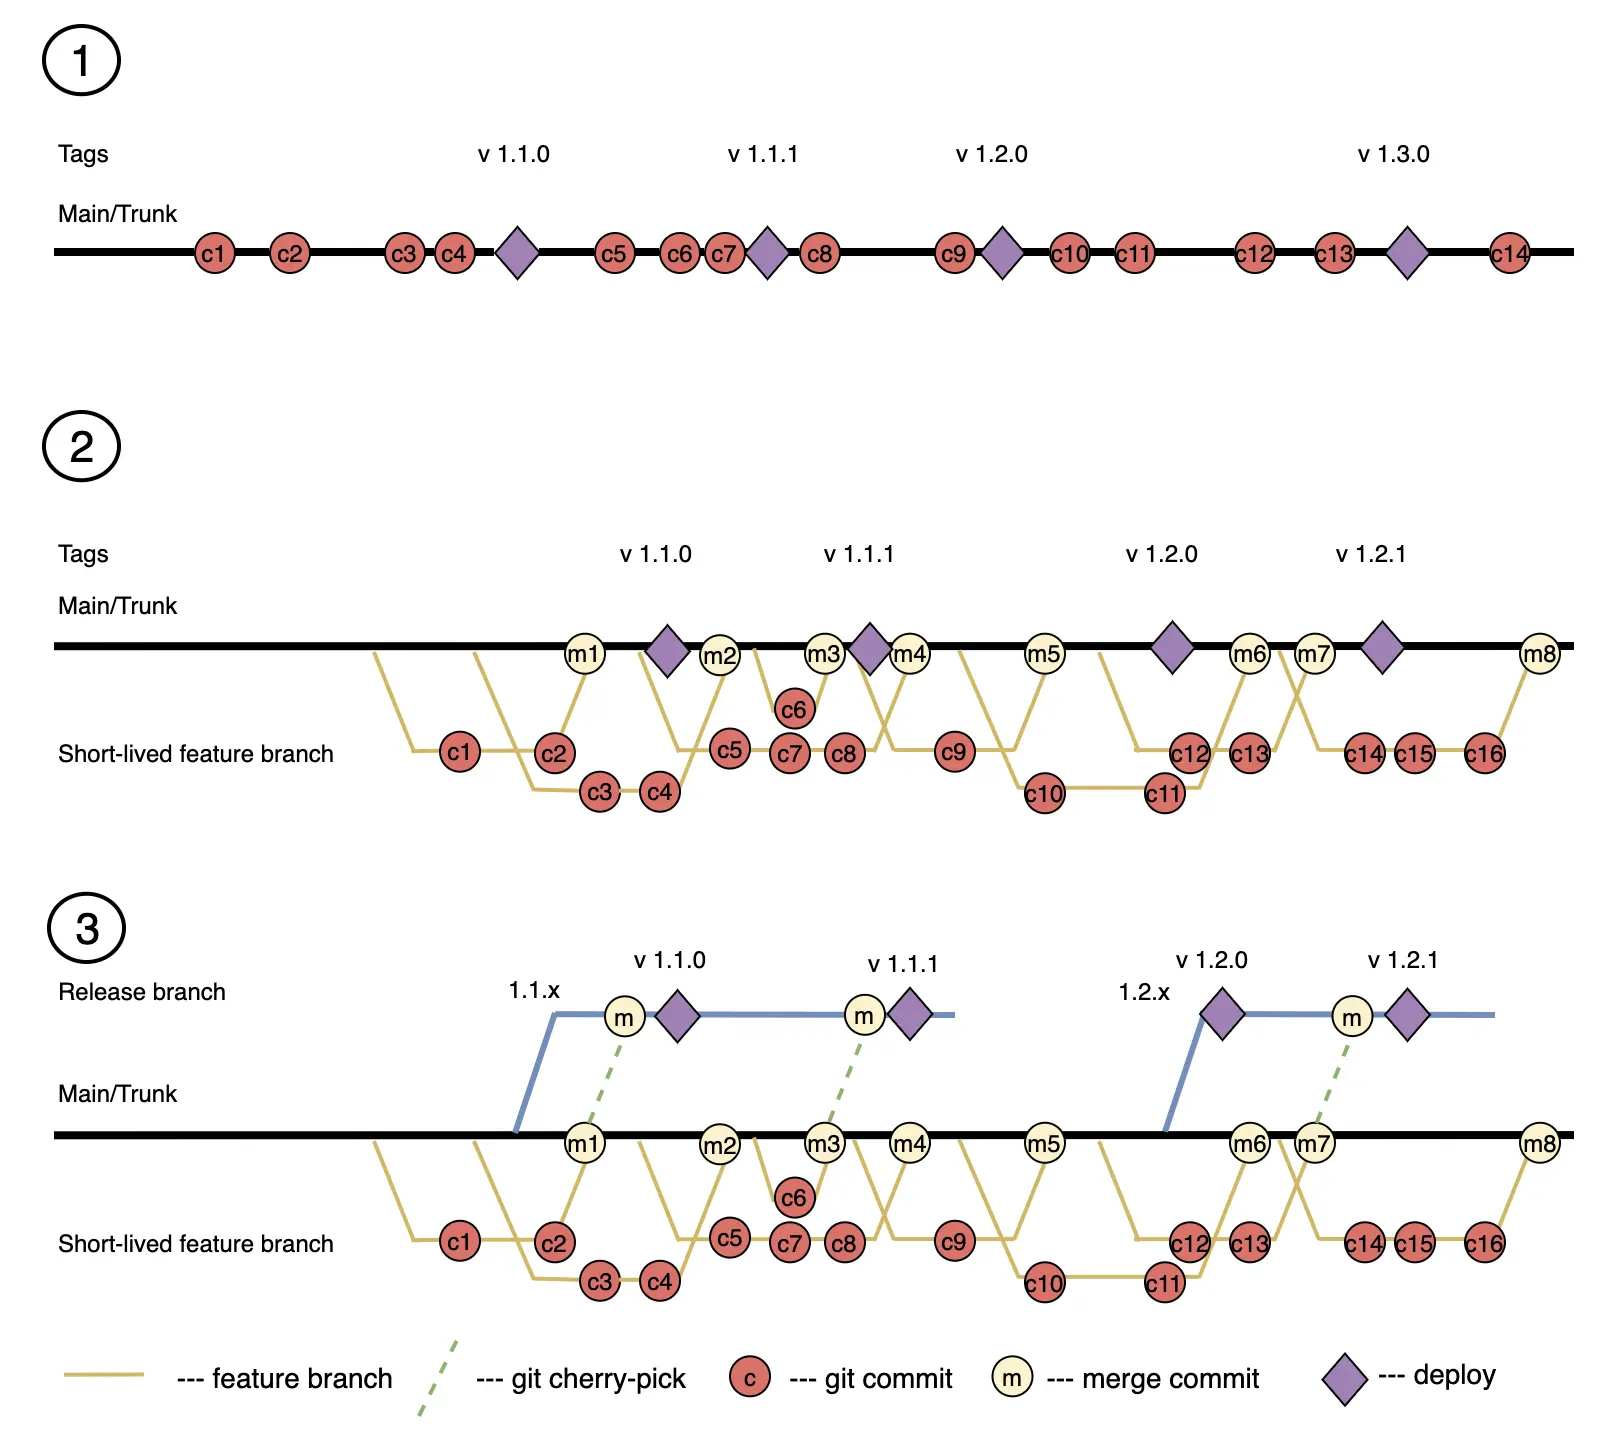 1
Tags v 1.1.0 v 1.1.1 v 1.2.0 v 1.3.0
Main/Trunk
c1 c2 c3 c4 c5 c6 c7 c8 c9 c10 c11 c12 c13 c14
2
Tags v 1.1.0 v 1.1.1 v 1.2.0 v 1.2.1
Main/Trunk
m1 m2 m3 m4 m5 m6 m7 m8
c6
Short-lived feature branch c1 c2 c5 c7 c8 c9 c12 c13 c14 c15 c16
c3 c4 c10 c11
3
v 1.1.0 v 1.1.1 v 1.2.0 v 1.2.1
Release branch 1.1.x 1.2.x
m m m
Main/Trunk
m1 m2 m3 m4 m5 m6 m7 m8
c6
Short-lived feature branch c1 c2 c5 c7 c8 c9 c12 c13 c14 c15 c16
c3 c4 c10 c11
--- feature branch --- git cherry-pick c --- git commit m --- merge commit --- deploy